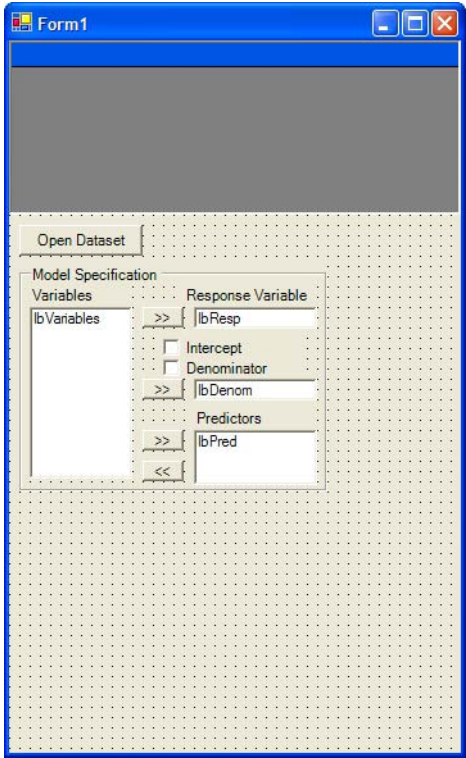 Form1
Open Dataset
Model Specification
Variables Response Variable
lbVariables >> lbResp
Intercept
Denominator
>> lbDenom
Predictors
>> lbPred
<<